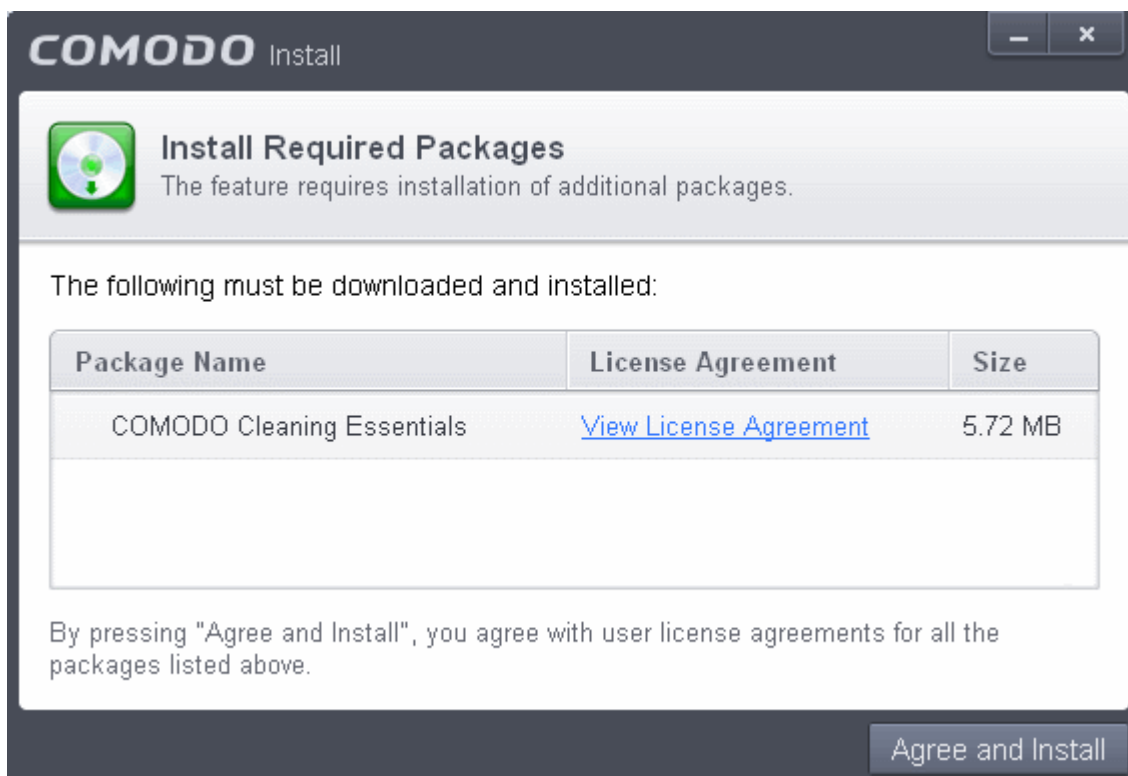 COMODO Install
Install Required Packages
The feature requires installation of additional packages.
The following must be downloaded and installed:
Package Name License Agreement Size
COMODO Cleaning Essentials View License Agreement 5.72 MB
By pressing "Agree and Install", you agree with user license agreements for all the
packages listed above.
Agree and Install